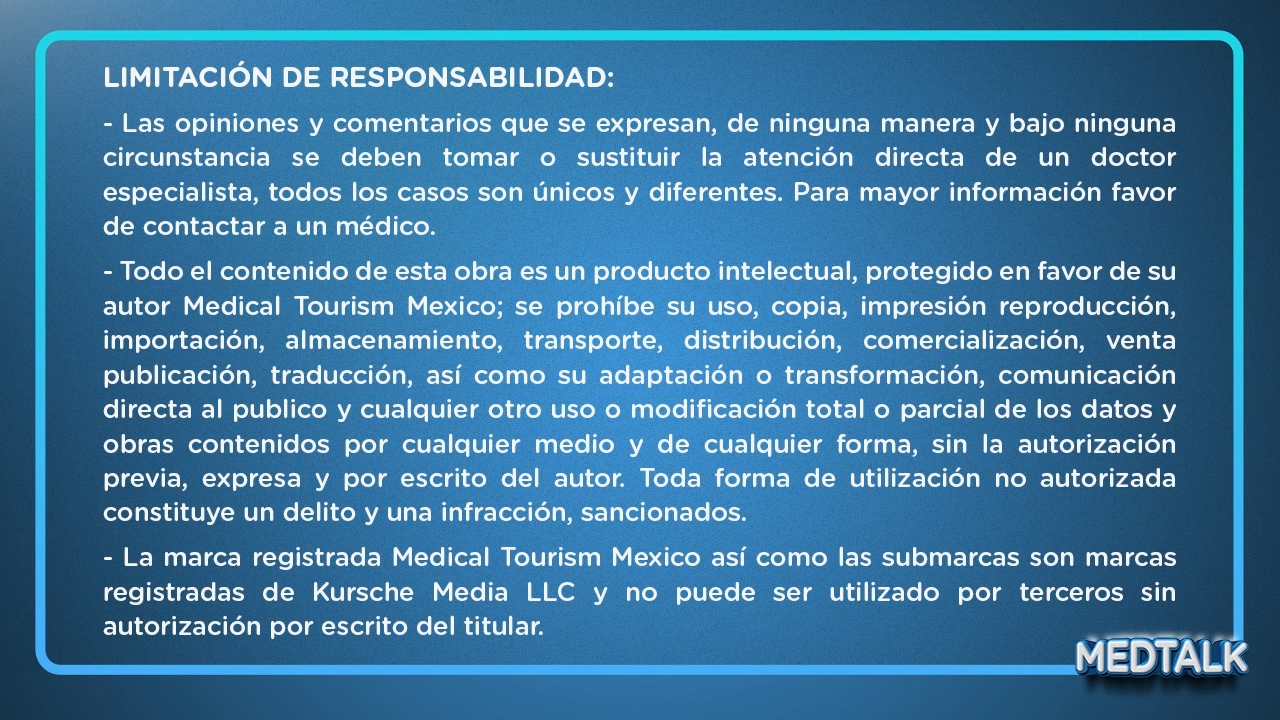 LIMITACIÓN DE RESPONSABILIDAD:
- Las opiniones y comentarios que se expresan, de ninguna manera y bajo ninguna
circunstancia se deben tomar o sustituir la atención directa de un doctor
especialista, todos los casos son únicos y diferentes. Para mayor información favor
de contactar a un médico.
- Todo el contenido de esta obra es un producto intelectual, protegido en favor de su
autor Medical Tourism Mexico; se prohíbe su uso, copia, impresión reproducción,
importación, almacenamiento, transporte, distribución, comercialización, venta
publicación, traducción, así como su adaptación o transformación, comunicación
directa al publico y cualquier otro uso o modificación total o parcial de los datos y
obras contenidos por cualquier medio y de cualquier forma, sin la autorización
previa, expresa y por escrito del autor. Toda forma de utilización no autorizada
constituye un delito y una infracción, sancionados.
- La marca registrada Medical Tourism Mexico así como las submarcas son marcas
registradas de Kursche Media LLC y no puede ser utilizado por terceros sin
autorización por escrito del titular.
MEDTALK